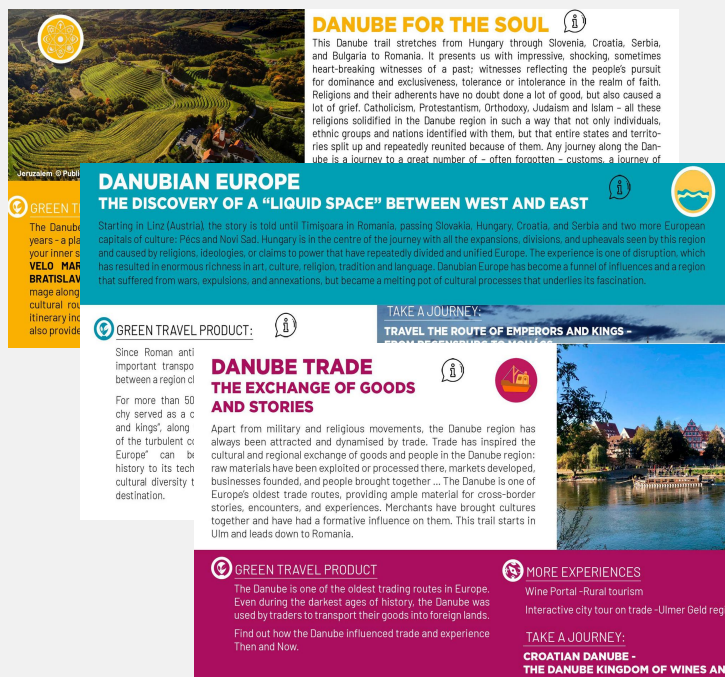 DANUBE FOR THE SOUL
This Danube trail stretches from Hungary through Slovenia, Croatia, Serbia,
and Bulgaria to Romania. It presents us with impressive, shocking, sometimes
heart-breaking witnesses of a past; witnesses reflecting the people's pursuit
for dominance and exclusiveness, tolerance or intolerance in the realm of faith.
Religions and their adherents have no doubt done a lot of good, but also caused a
lot of grief. Catholicism, Protestantism, Orthodoxy, Judaism and Islam – all these
religions solidified in the Danube region in such a way that not only individuals,
ethnic groups and nations identified with them, but that entire states and territo-
ries split up and repeatedly reunited because of them. Any journey along the Dan-
ube is a journey to a great number of – often forgotten – customs, a journey of
Jeruzalem © Publi
GREEN T
The Danube
years - a pla
your inner s
VELO MAR
BRATISLAV
mage along
cultural rou
itinerary inc
also provide
DANUBIAN EUROPE
THE DISCOVERY OF A “LIQUID SPACE” BETWEEN WEST AND EAST
Starting in Linz (Austria), the story is told until Timişoara in Romania, passing Slovakia, Hungary, Croatia, and Serbia and two more European
capitals of culture: Pécs and Novi Sad. Hungary is in the centre of the journey with all the expansions, divisions, and upheavals seen by this region
and caused by religions, ideologies, or claims to power that have repeatedly divided and unified Europe. The experience is one of disruption, which
has resulted in enormous richness in art, culture, religion, tradition and language. Danubian Europe has become a funnel of influences and a region
that suffered from wars, expulsions, and annexations, but became a melting pot of cultural processes that underlies its fascination.
GREEN TRAVEL PRODUCT:
Since Roman anti
important transpo
between a region cl
For more than 50
chy served as a c
and kings”, along
of the turbulent co
Europe” can be
history to its tech
cultural diversity t
destination.
TAKE A JOURNEY:
TRAVEL THE ROUTE OF EMPERORS AND KINGS –
FROM REGENSBURG TO MOHÁCS
DANUBE TRADE
THE EXCHANGE OF GOODS
AND STORIES
Apart from military and religious movements, the Danube region has
always been attracted and dynamised by trade. Trade has inspired the
cultural and regional exchange of goods and people in the Danube region:
raw materials have been exploited or processed there, markets developed,
businesses founded, and people brought together ... The Danube is one of
Europe's oldest trade routes, providing ample material for cross-border
stories, encounters, and experiences. Merchants have brought cultures
together and have had a formative influence on them. This trail starts in
Ulm and leads down to Romania.
GREEN TRAVEL PRODUCT
The Danube is one of the oldest trading routes in Europe.
Even during the darkest ages of history, the Danube was
used by traders to transport their goods into foreign lands.
Find out how the Danube influenced trade and experience
Then and Now.
MORE EXPERIENCES
Wine Portal -Rural tourism
Interactive city tour on trade -Ulmer Geld regi
TAKE A JOURNEY:
CROATIAN DANUBE -
THE DANUBE KINGDOM OF WINES AN